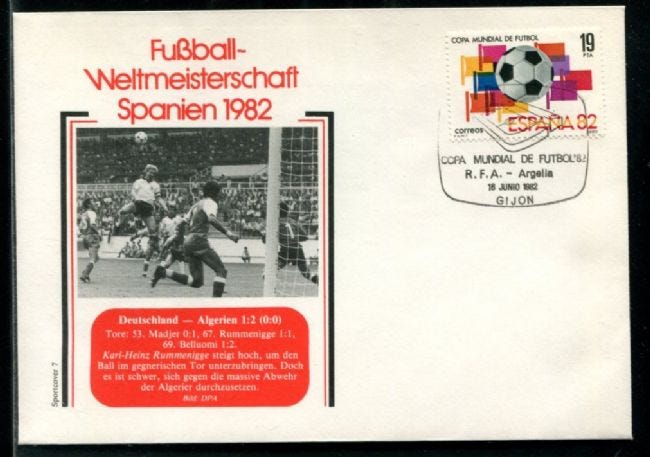 Fußball-
Weltmeisterschaft
Spanien 1982
Deutschland — Algerien 1:2 (0:0)
Tore: 53. Madjer 0:1, 67. Rummenigge 1:1,
69. Belluomi 1:2.
Karl-Heinz Rummenigge steigt hoch, um den
Ball im gegnerischen Tor unterzubringen. Doch
es ist schwer, sich gegen die massive Abwehr
der Algerier durchzusetzen.
Bild: DPA
Sportcover 7
COPA MUNDIAL DE FUTBOL
19
PTA
correos
ESPAÑA 82
COPA MUNDIAL DE FUTBOL'82
R.F.A. - Argelia
16 JUNIO 1982
GIJON